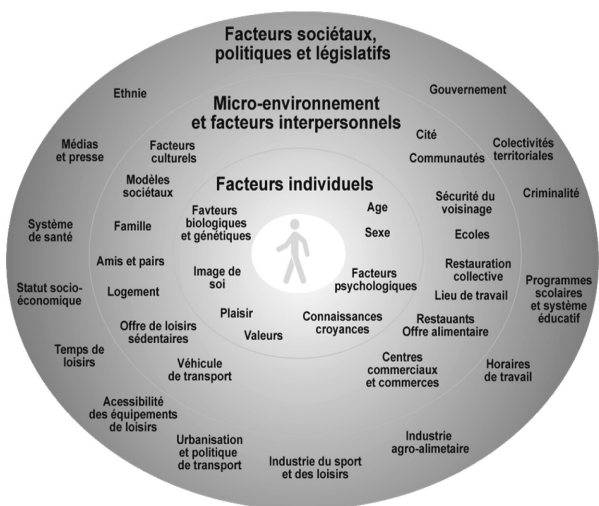 Facteurs sociétaux,
politiques et législatifs
Ethnie
Gouvernement
Micro-environnement
et facteurs interpersonnels
Médias
et presse
Facteurs
culturels
Cité
Communautés
Colectivités
territoriales
Modèles
sociétaux
Facteurs individuels
Criminalité
Sécurité du
voisinage
Favteurs
biologiques
et génétiques
Age
Système
de santé
Famille
Sexe
Ecoles
Amis et pairs
Image de
soi
Facteurs
psychologiques
Restauration
collective
Statut socio-
économique
Logement
Lieu de travail
Programmes
scolaires
et système
éducatif
Plaisir
Connaissances
croyances
Valeurs
Offre de loisirs
sédentaires
Restauants
Offre alimentaire
Temps de
loisirs
Véhicule
de transport
Centres
commerciaux
et commerces
Horaires
de travail
Acessibilité
des équipements
de loisirs
Urbanisation
et politique
de transport
Industrie du sport
et des loisirs
Industrie
agro-alimetaire